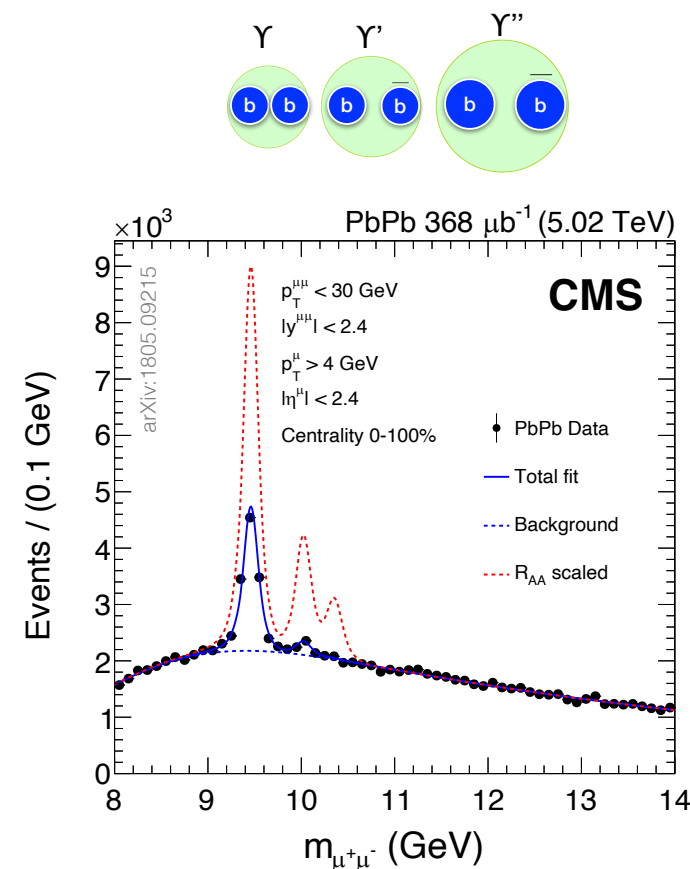 ϒ ϒ' ϒ''
b b b b̅ b b̅
PbPb 368 μb⁻¹ (5.02 TeV)
×10³
CMS
arXiv:1805.09215
p_T^μμ < 30 GeV
|y^μμ| < 2.4
p_T^μ > 4 GeV
|η^μ| < 2.4
Centrality 0-100%
PbPb Data
Total fit
Background
R_AA scaled
Events / (0.1 GeV)
9
8
7
6
5
4
3
2
1
0
8 9 10 11 12 13 14
m_μ⁺μ⁻ (GeV)